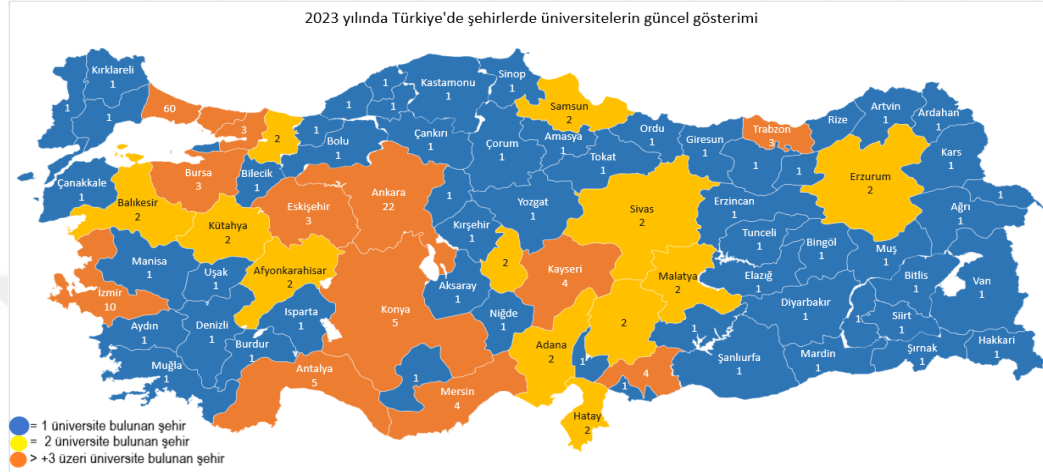 2023 yılında Türkiye'de şehirlerde üniversitelerin güncel gösterimi
Kırklareli
1
1
1
60
3
2
1
Bolu
1
1
1
1
Kastamonu
1
Sinop
1
Samsun
2
Çankırı
1
Çorum
1
Amasya
1
Tokat
1
Ordu
1
Giresun
1
Trabzon
3
1
1
Rize
Artvin
1
Ardahan
1
Kars
1
1
Ağrı
1
Erzurum
2
Erzincan
1
Çanakkale
1
Balıkesir
2
Bursa
3
Bilecik
1
Kütahya
2
Eskişehir
3
Ankara
22
1
Kırşehir
1
Yozgat
1
Sivas
2
Tunceli
1
Bingöl
1
Muş
1
Bitlis
1
Van
1
Manisa
1
Uşak
1
Afyonkarahisar
2
İzmir
10
Aydın
1
Denizli
1
Isparta
1
Burdur
1
Muğla
1
Antalya
5
Konya
5
Aksaray
1
2
Niğde
1
Kayseri
4
Malatya
2
Elazığ
1
Diyarbakır
1
1
Siirt
1
Şırnak
1
Hakkari
1
1
Mersin
4
Adana
2
1
2
1
4
1
Hatay
2
Şanlıurfa
1
Mardin
1
= 1 üniversite bulunan şehir
= 2 üniversite bulunan şehir
> +3 üzeri üniversite bulunan şehir